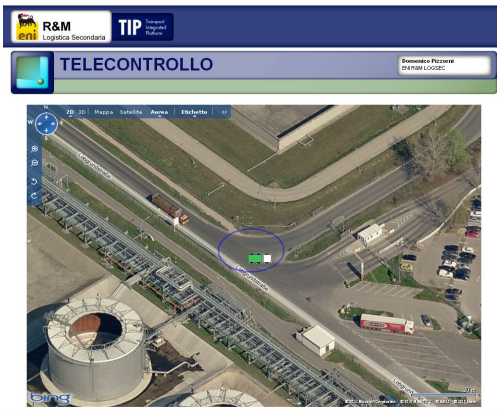 R&M
Logistica Secondaria
eni
TIP Transport Integrated Platform
TELECONTROLLO
Domenico Pizzorni
ENI R&M LOGSEC
2D 3D Mappa Satellite Aerea Etichette
N
W
S
bing